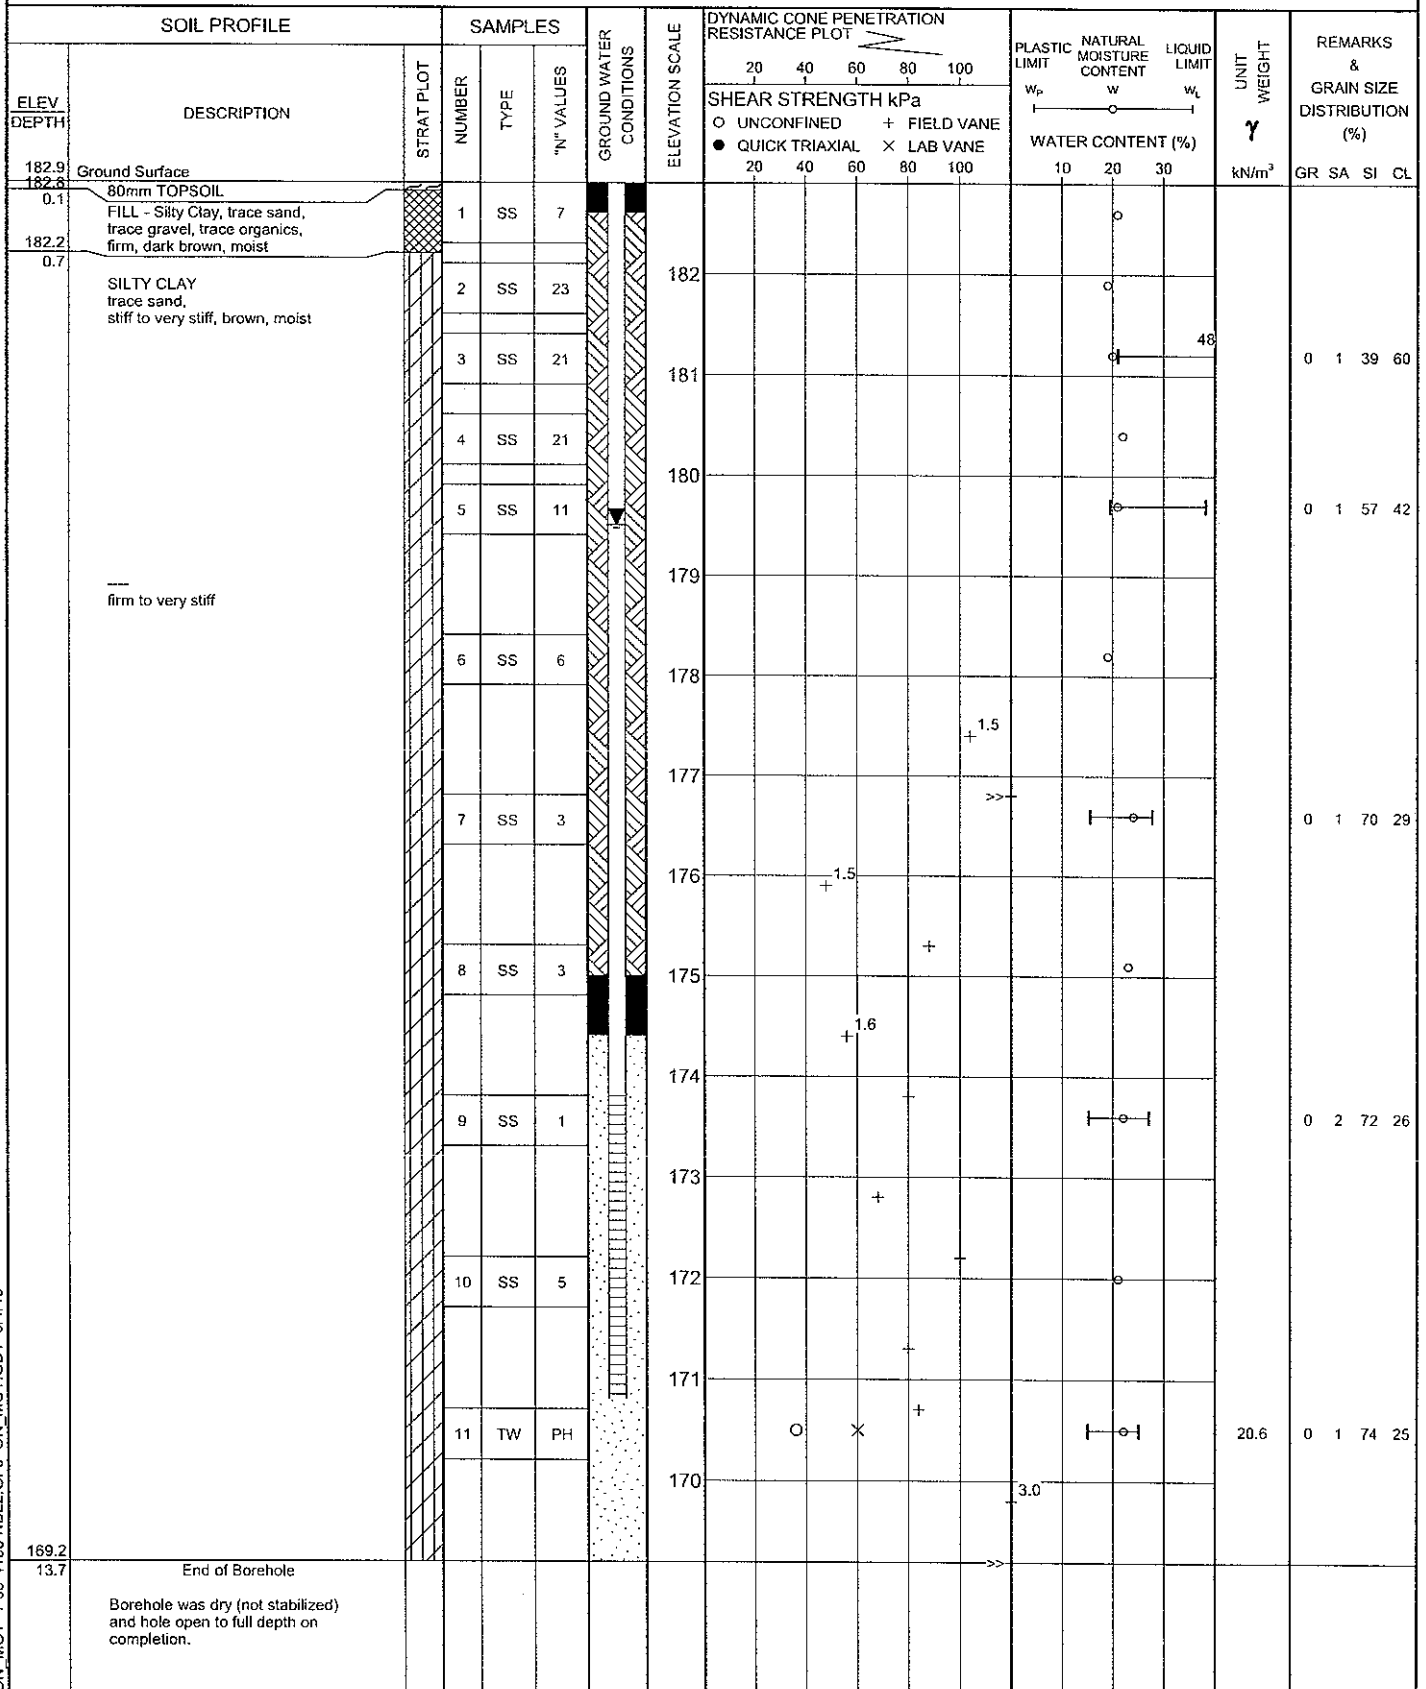 SOIL PROFILE
SAMPLES
GROUND WATER CONDITIONS
ELEVATION SCALE
DYNAMIC CONE PENETRATION
RESISTANCE PLOT
20 40 60 80 100
SHEAR STRENGTH kPa
○ UNCONFINED + FIELD VANE
● QUICK TRIAXIAL × LAB VANE
20 40 60 80 100
PLASTIC LIMIT
NATURAL MOISTURE CONTENT
LIQUID LIMIT
wP w wL
WATER CONTENT (%)
10 20 30
UNIT WEIGHT
γ
kN/m³
REMARKS
&
GRAIN SIZE
DISTRIBUTION
(%)
GR SA SI CL
ELEV
DEPTH
DESCRIPTION
STRAT PLOT
NUMBER
TYPE
"N" VALUES
182.9 Ground Surface
182.8
0.1
80mm TOPSOIL
FILL - Silty Clay, trace sand,
trace gravel, trace organics,
firm, dark brown, moist
1 SS 7
182.2
0.7
SILTY CLAY
trace sand,
stiff to very stiff, brown, moist
182
2 SS 23
3 SS 21
48
0 1 39 60
181
4 SS 21
180
5 SS 11
0 1 57 42
179
firm to very stiff
6 SS 6
178
1.5
177
>>
7 SS 3
0 1 70 29
176
1.5
8 SS 3
175
1.6
174
9 SS 1
0 2 72 26
173
172
10 SS 5
171
11 TW PH
20.6
0 1 74 25
170
3.0
169.2
13.7
>>
End of Borehole
Borehole was dry (not stabilized)
and hole open to full depth on
completion.